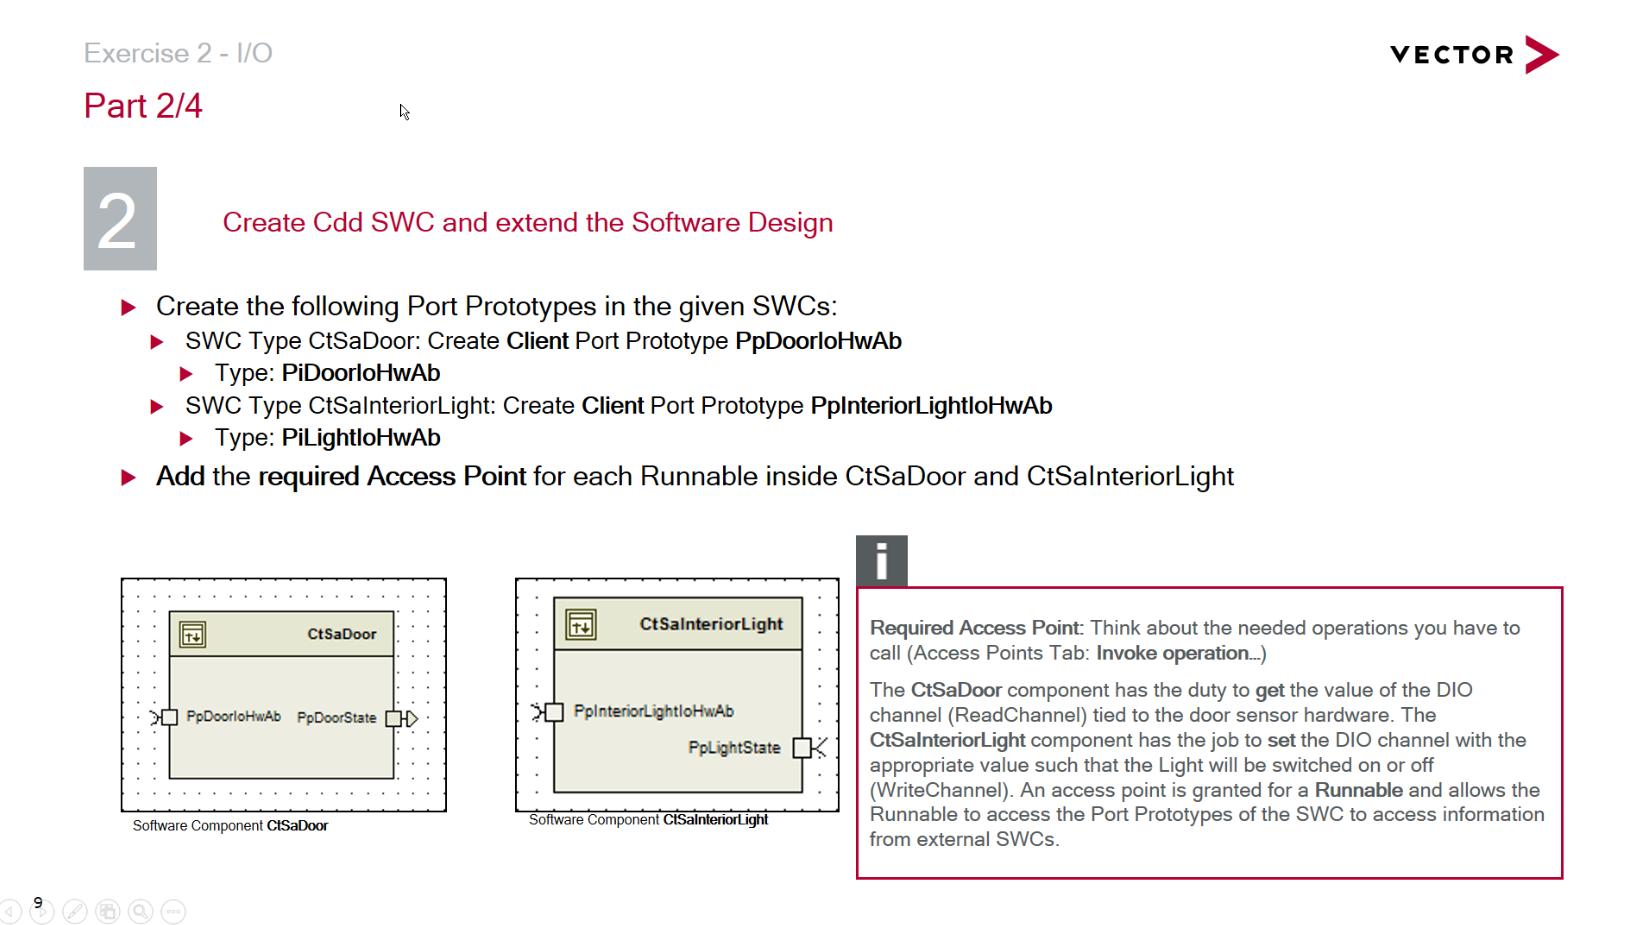 Exercise 2 - I/O
VECTOR
Part 2/4
2
Create Cdd SWC and extend the Software Design
Create the following Port Prototypes in the given SWCs:
SWC Type CtSaDoor: Create Client Port Prototype PpDoorIoHwAb
Type: PiDoorIoHwAb
SWC Type CtSaInteriorLight: Create Client Port Prototype PpInteriorLightIoHwAb
Type: PiLightIoHwAb
Add the required Access Point for each Runnable inside CtSaDoor and CtSaInteriorLight
CtSaDoor
PpDoorIoHwAb PpDoorState
Software Component CtSaDoor
CtSaInteriorLight
PpInteriorLightIoHwAb
PpLightState
Software Component CtSaInteriorLight
i
Required Access Point: Think about the needed operations you have to
call (Access Points Tab: Invoke operation...)
The CtSaDoor component has the duty to get the value of the DIO
channel (ReadChannel) tied to the door sensor hardware. The
CtSaInteriorLight component has the job to set the DIO channel with the
appropriate value such that the Light will be switched on or off
(WriteChannel). An access point is granted for a Runnable and allows the
Runnable to access the Port Prototypes of the SWC to access information
from external SWCs.
9